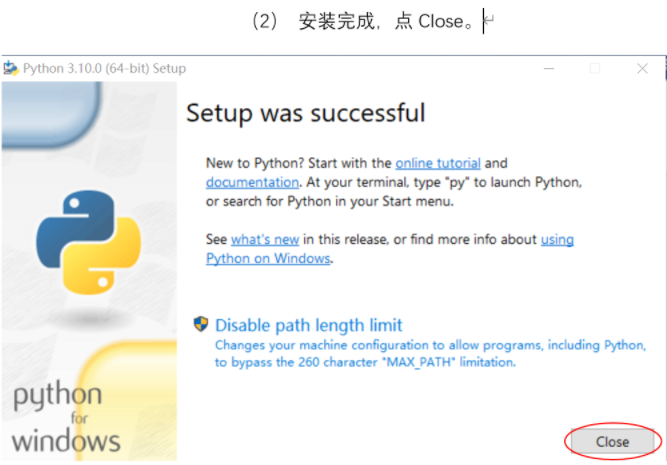 （2） 安装完成，点 Close。
Python 3.10.0 (64-bit) Setup
Setup was successful
New to Python? Start with the online tutorial and
documentation. At your terminal, type "py" to launch Python,
or search for Python in your Start menu.
See what's new in this release, or find more info about using
Python on Windows.
Disable path length limit
Changes your machine configuration to allow programs, including Python,
to bypass the 260 character "MAX_PATH" limitation.
python
for
windows
Close